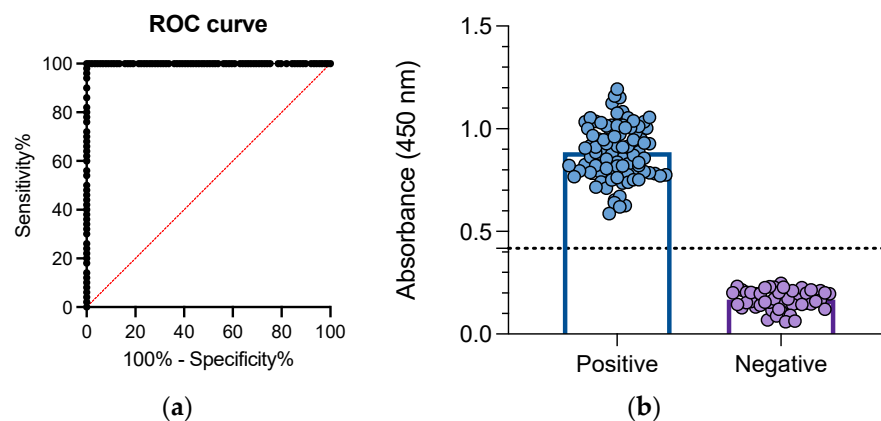 ROC curve
Sensitivity%
100
80
60
40
20
0
0 20 40 60 80 100
100% - Specificity%
(a)
Absorbance (450 nm)
1.5
1.0
0.5
0.0
Positive Negative
(b)